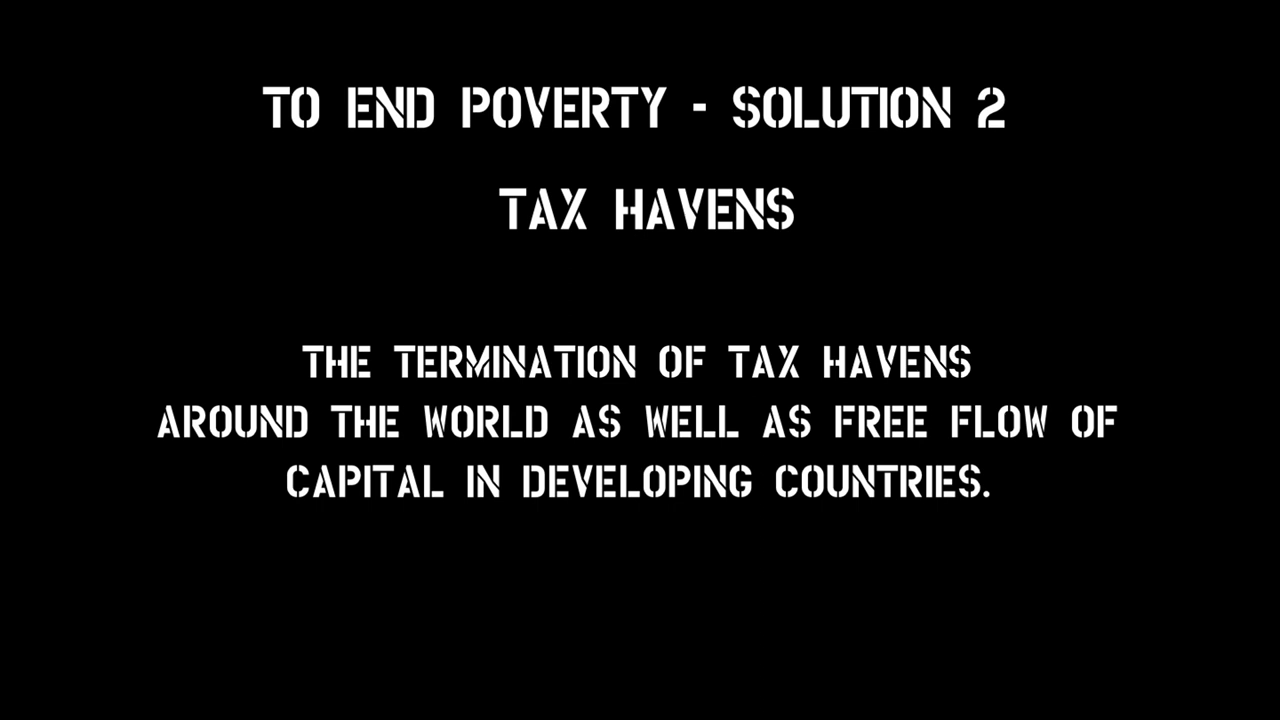 TO END POVERTY - SOLUTION 2
TAX HAVENS
THE TERMINATION OF TAX HAVENS
AROUND THE WORLD AS WELL AS FREE FLOW OF
CAPITAL IN DEVELOPING COUNTRIES.